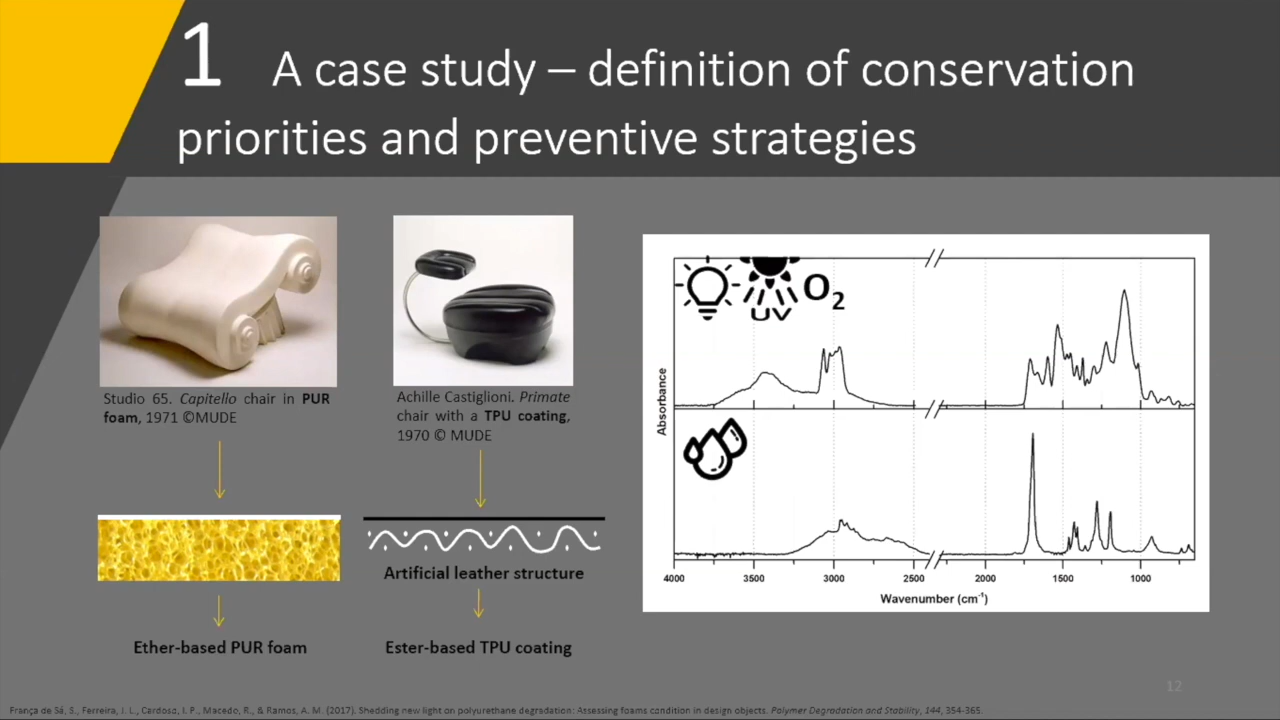 1 A case study – definition of conservation
priorities and preventive strategies
Studio 65. Capitello chair in PUR
foam, 1971 ©MUDE
Achille Castiglioni. Primate
chair with a TPU coating,
1970 © MUDE
Artificial leather structure
Ether-based PUR foam
Ester-based TPU coating
UV
O2
Absorbance
4000 3500 3000 2500 2000 1500 1000
Wavenumber (cm-1)
12
França de Sá, S., Ferreira, J. L., Cardoso, I. P., Macedo, R., & Ramos, A. M. (2017). Shedding new light on polyurethane degradation: Assessing foams condition in design objects. Polymer Degradation and Stability, 144, 354-365.